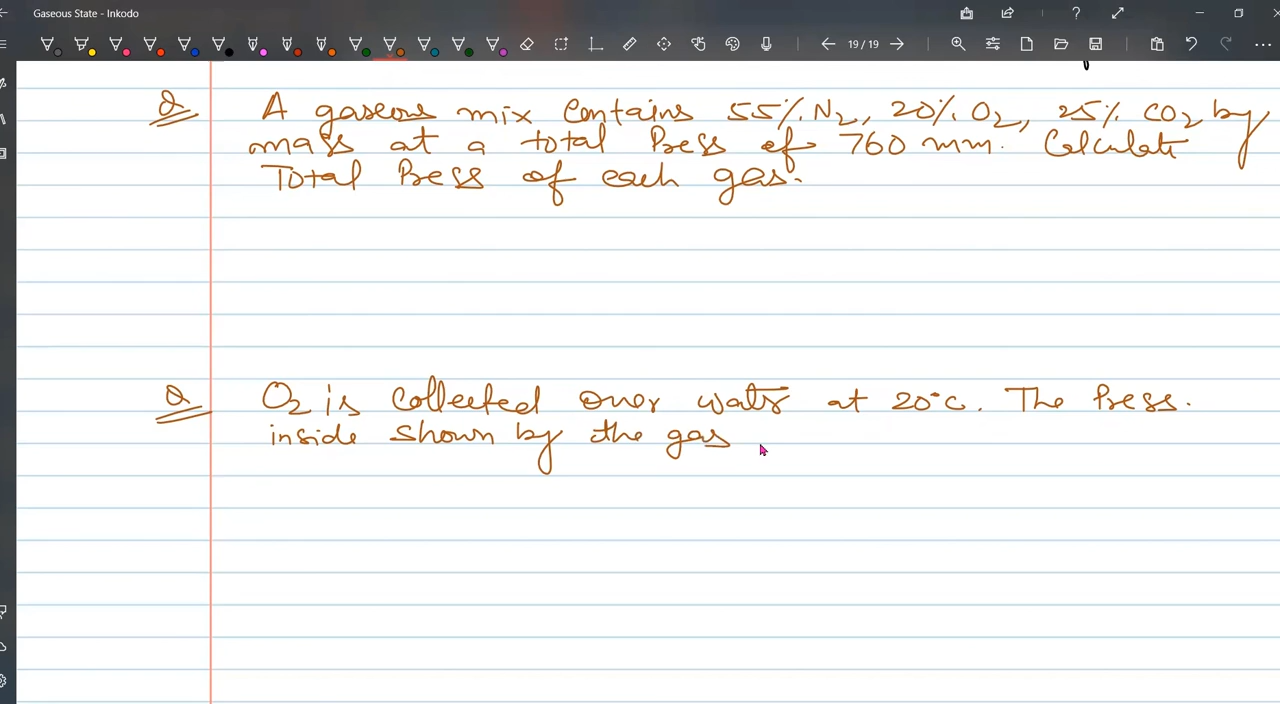 Gaseous State - Inkodo
19/19
Q A gaseous mix contains 55% N2, 20% O2, 25% CO2 by
mass at a total Press of 760 mm. Calculate
Total Press of each gas.
Q O2 is collected over water at 20°C. The Press.
inside shown by the gas